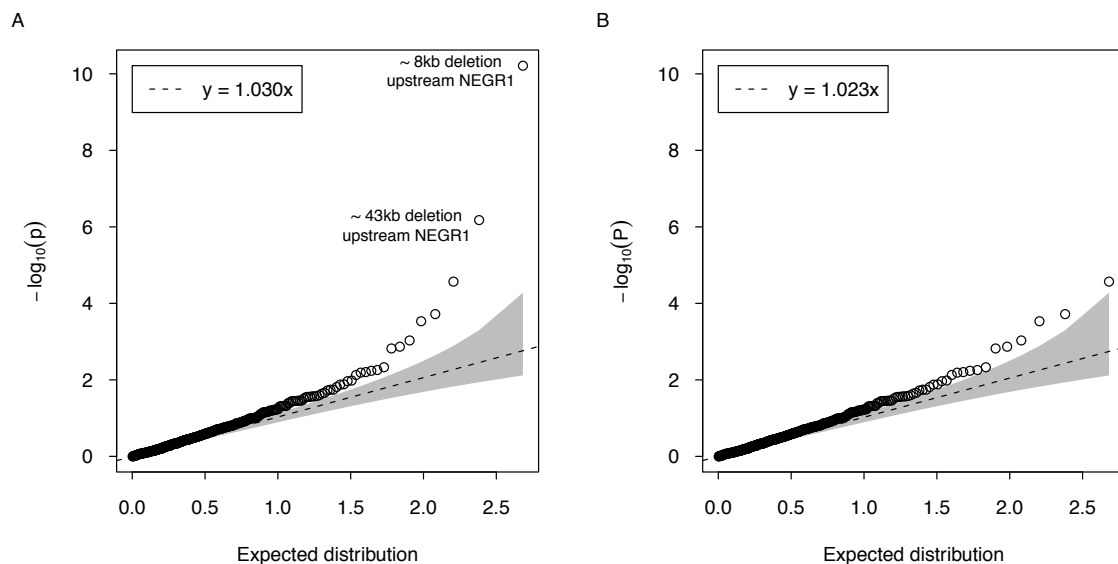 A
~ 8kb deletion
upstream NEGR1
y = 1.030x
~ 43kb deletion
upstream NEGR1
10
8
6
4
2
0
− log10(p)
0.0 0.5 1.0 1.5 2.0 2.5
Expected distribution
B
y = 1.023x
10
8
6
4
2
0
− log10(P)
0.0 0.5 1.0 1.5 2.0 2.5
Expected distribution